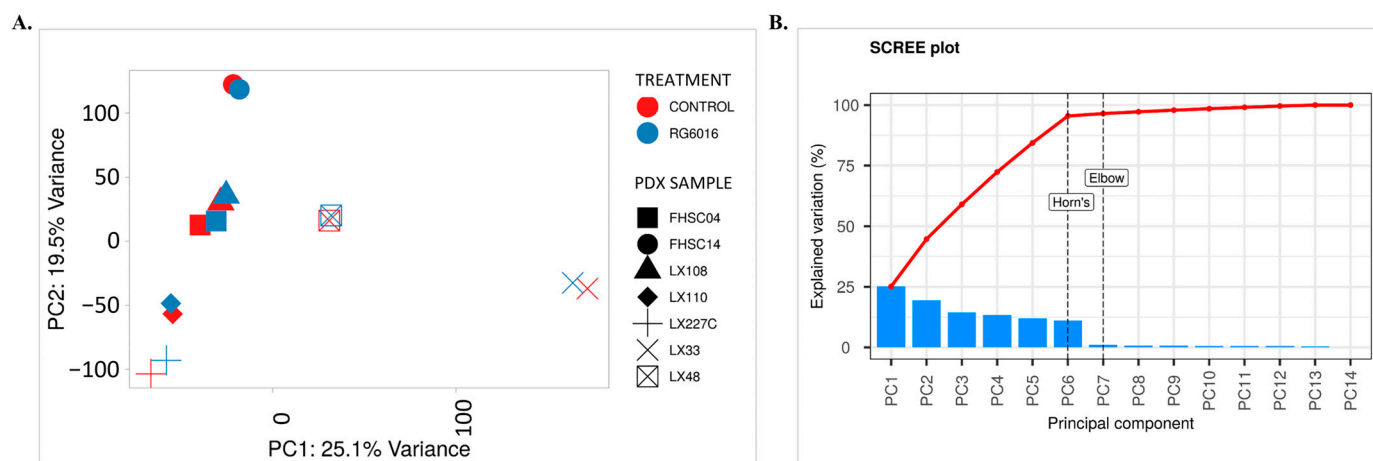 A.
B.
PC2: 19.5% Variance
100
50
0
−50
−100
0
100
PC1: 25.1% Variance
TREATMENT
CONTROL
RG6016
PDX SAMPLE
FHSC04
FHSC14
LX108
LX110
LX227C
LX33
LX48
SCREE plot
Explained variation (%)
100
75
50
25
0
Horn's
Elbow
PC1
PC2
PC3
PC4
PC5
PC6
PC7
PC8
PC9
PC10
PC11
PC12
PC13
PC14
Principal component